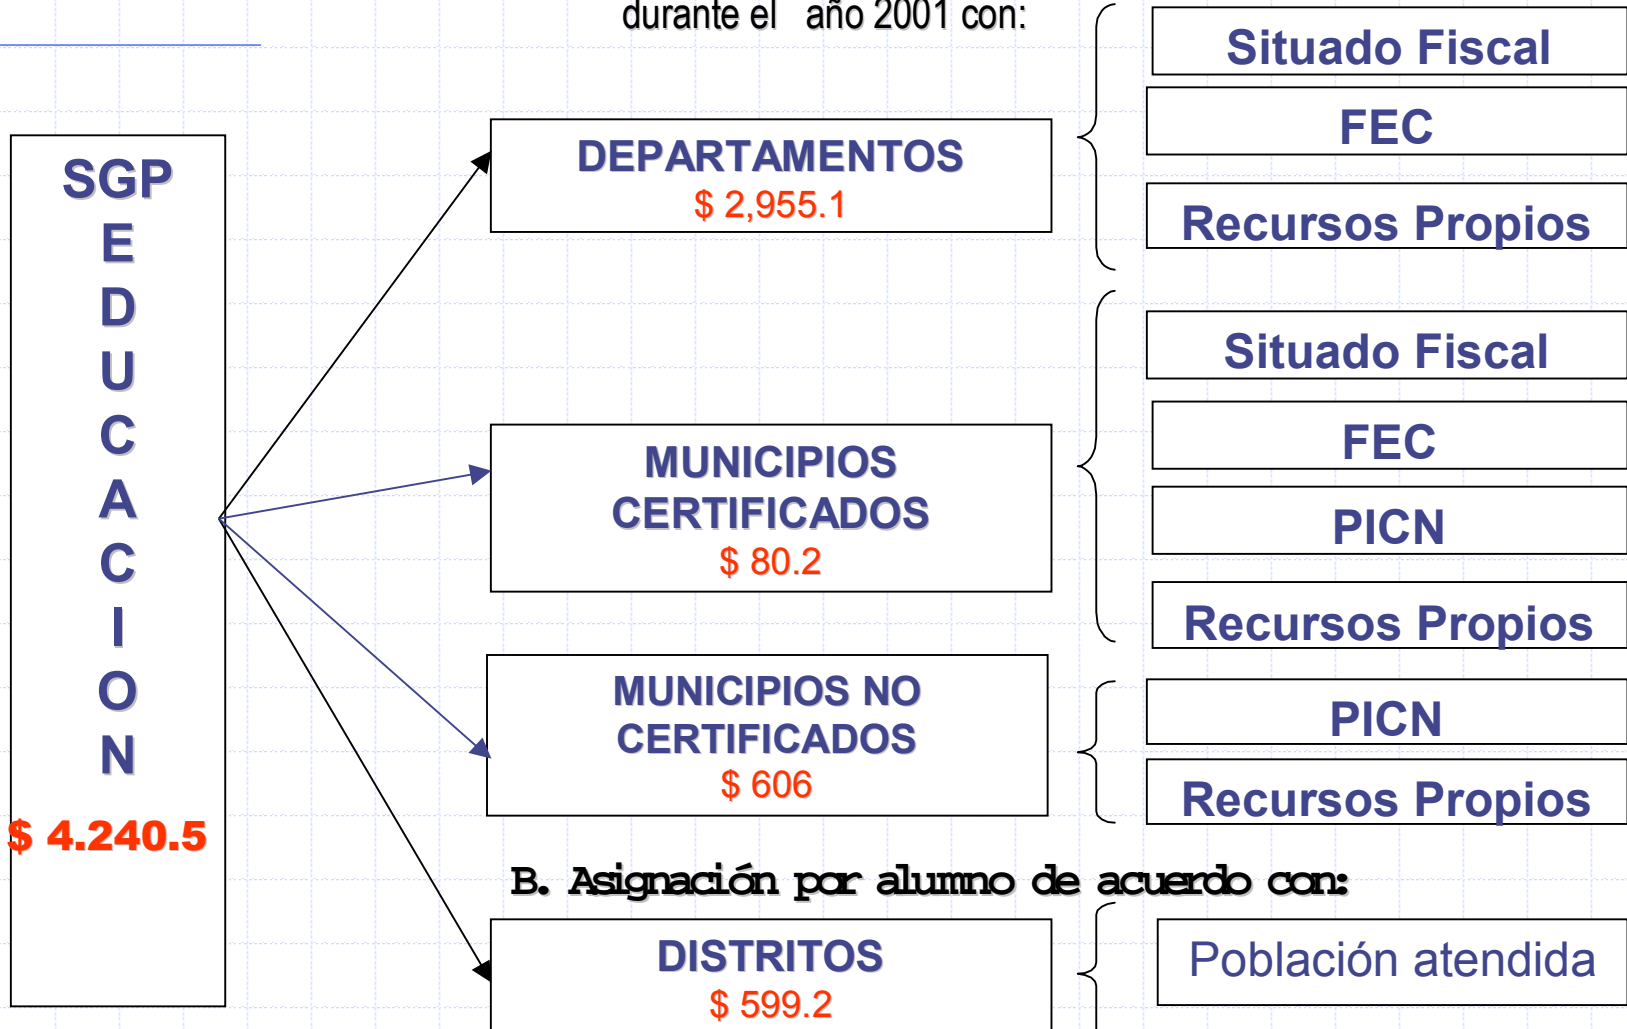 durante el año 2001 con:
SGP
E
D
U
C
A
C
I
O
N
$ 4.240.5
DEPARTAMENTOS
$ 2,955.1
Situado Fiscal
FEC
Recursos Propios
MUNICIPIOS
CERTIFICADOS
$ 80.2
Situado Fiscal
FEC
PICN
Recursos Propios
MUNICIPIOS NO
CERTIFICADOS
$ 606
PICN
Recursos Propios
B. Asignación por alumno de acuerdo con:
DISTRITOS
$ 599.2
Población atendida